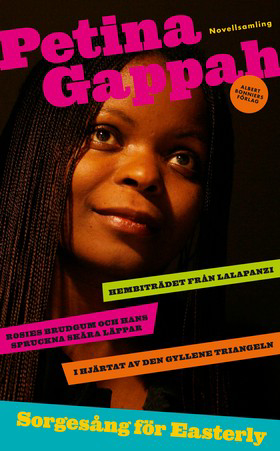 Petina
Gappah
Novellsamling
ALBERT
BONNIERS
FÖRLAG
HEMBITRÄDET FRÅN LALAPANZI
ROSIES BRUDGUM OCH HANS
SPRUCKNA SKÄRA LÄPPAR
I HJÄRTAT AV DEN GYLLENE TRIANGELN
Sorgesång för Easterly